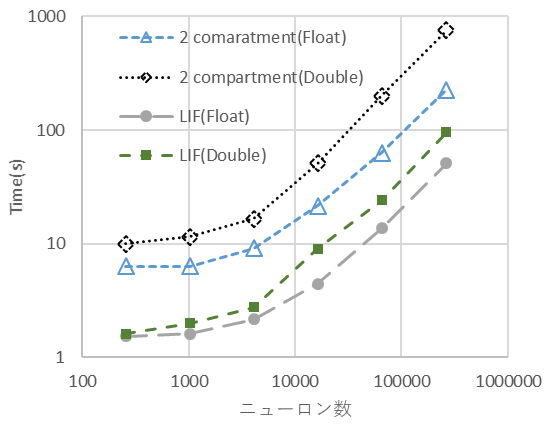 1000
100
10
1
Time(s)
2 comaratment(Float)
2 compartment(Double)
LIF(Float)
LIF(Double)
100 1000 10000 100000 1000000
ニューロン数